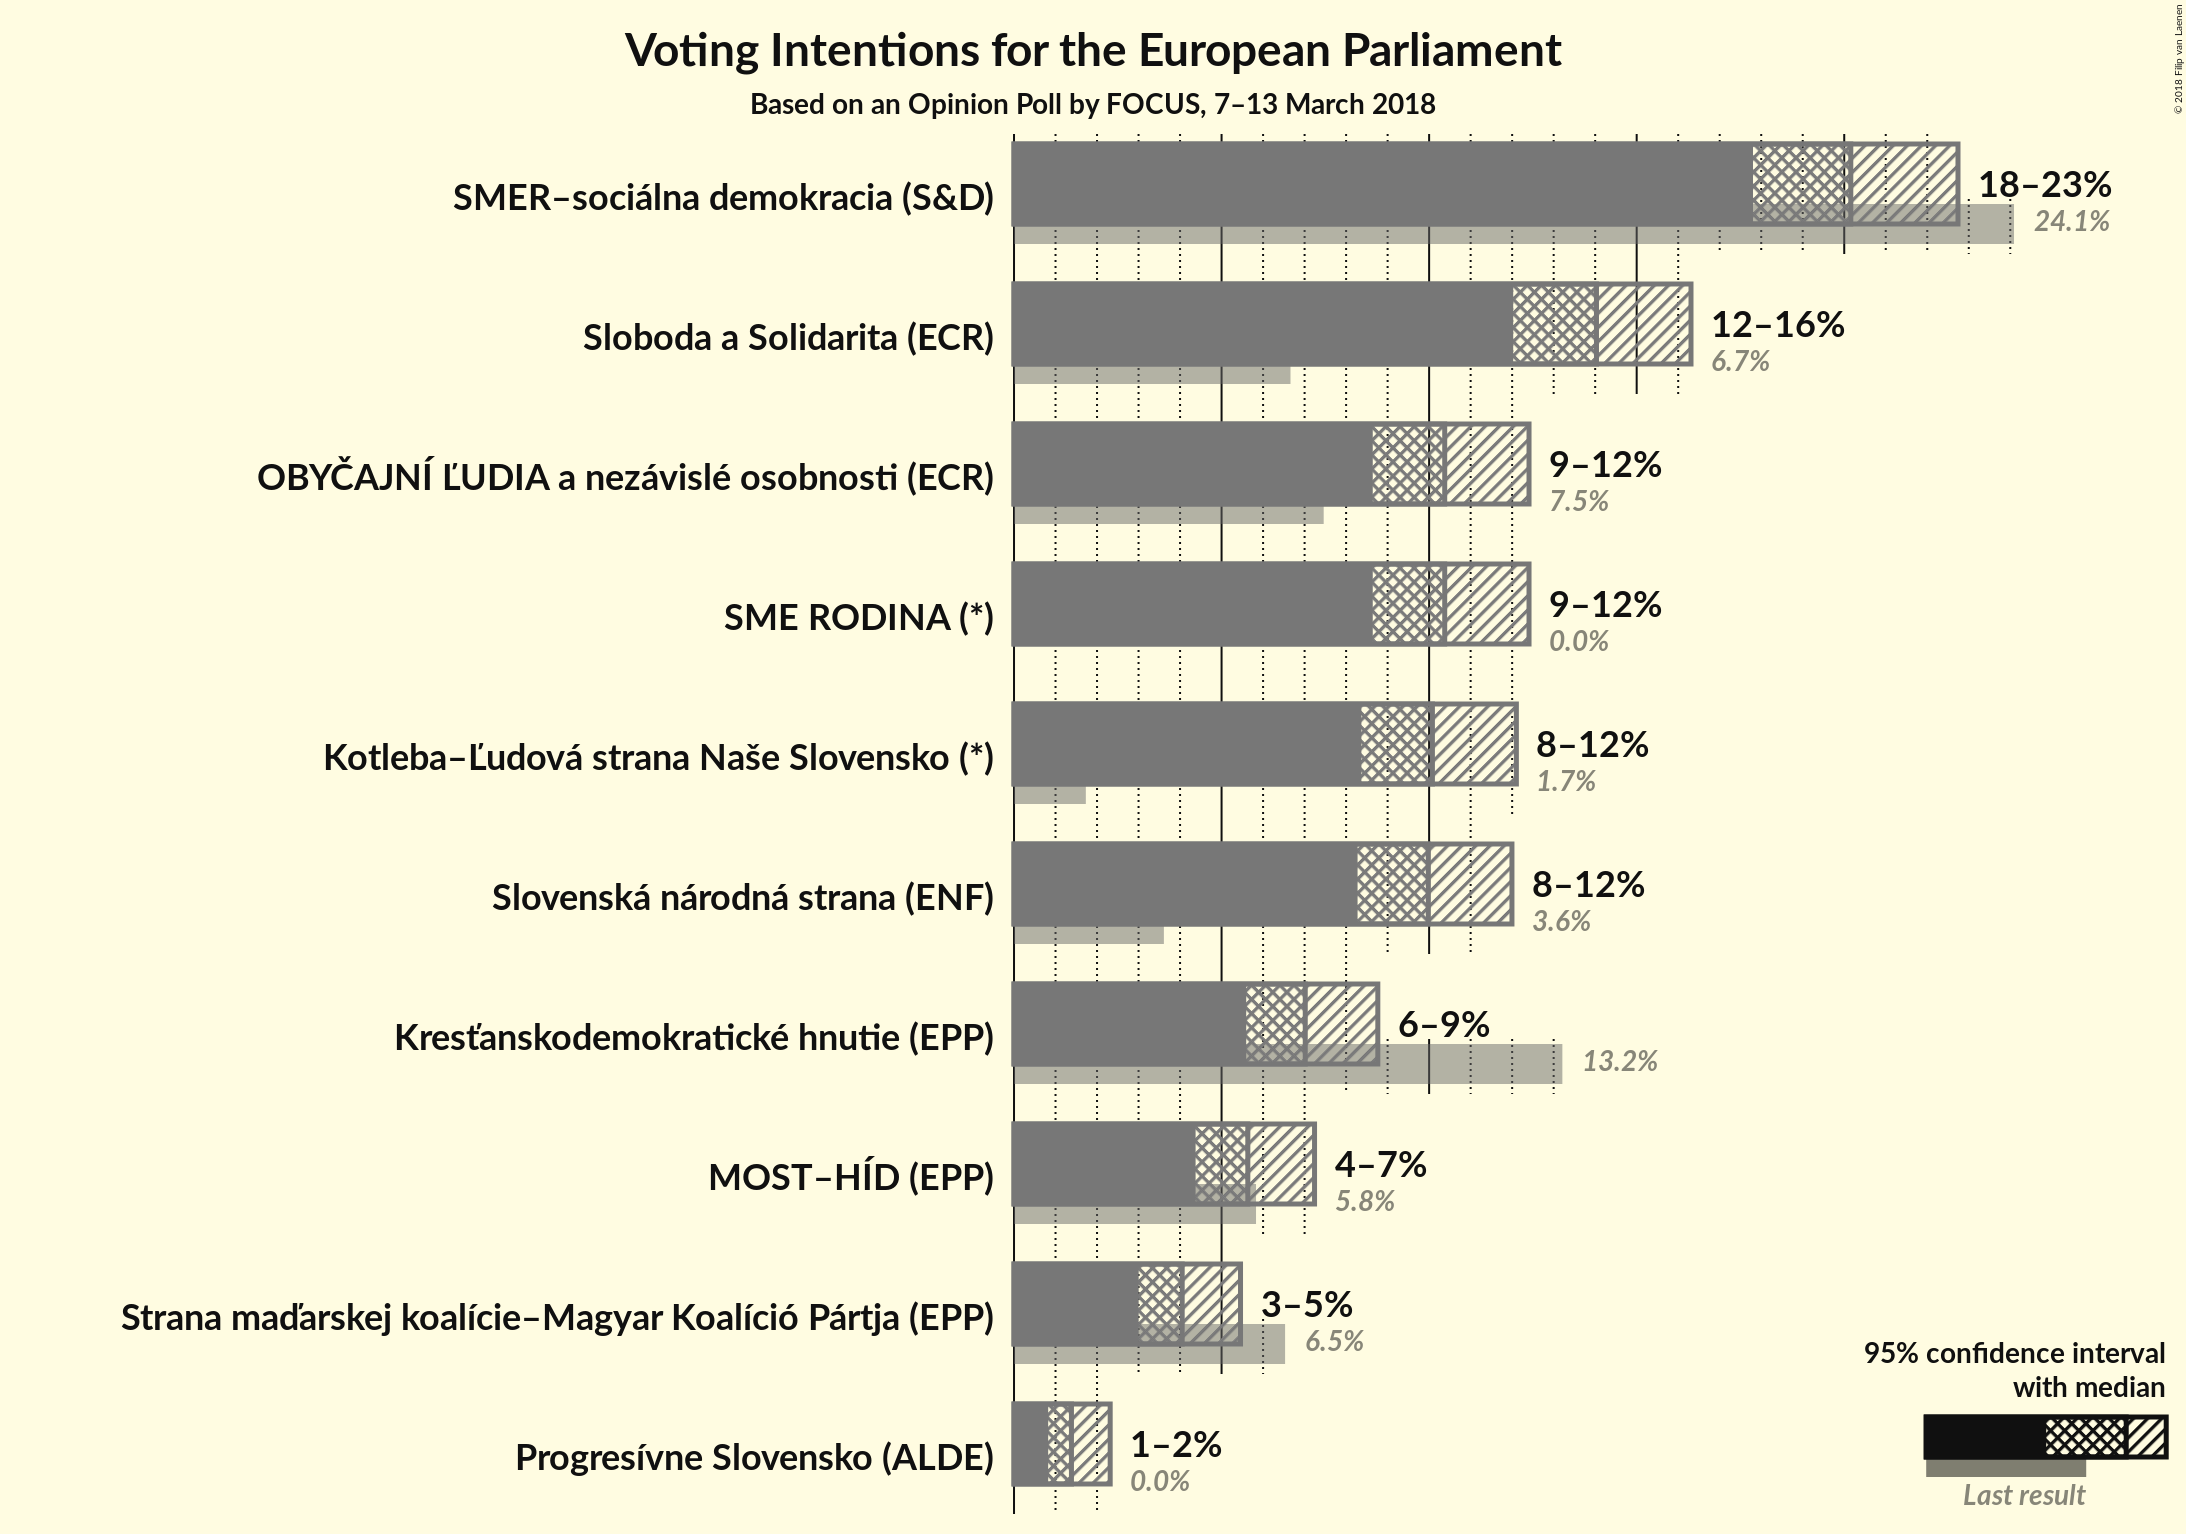 Voting Intentions for the European Parliament
Based on an Opinion Poll by FOCUS, 7–13 March 2018
© 2018 Filip van Laenen
SMER–sociálna demokracia (S&D)
18–23%
24.1%
Sloboda a Solidarita (ECR)
12–16%
6.7%
OBYČAJNÍ ĽUDIA a nezávislé osobnosti (ECR)
9–12%
7.5%
SME RODINA (*)
9–12%
0.0%
Kotleba–Ľudová strana Naše Slovensko (*)
8–12%
1.7%
Slovenská národná strana (ENF)
8–12%
3.6%
Kresťanskodemokratické hnutie (EPP)
6–9%
13.2%
MOST–HÍD (EPP)
4–7%
5.8%
Strana maďarskej koalície–Magyar Koalíció Pártja (EPP)
3–5%
6.5%
Progresívne Slovensko (ALDE)
1–2%
0.0%
95% confidence interval
with median
Last result